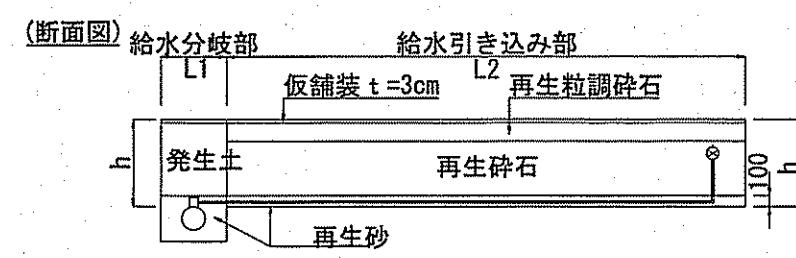 (断面図)
給水分岐部 給水引き込み部
L1 L2
仮舗装 t=3cm 再生粒調砕石
h 発生土 再生砕石 100 h
再生砂